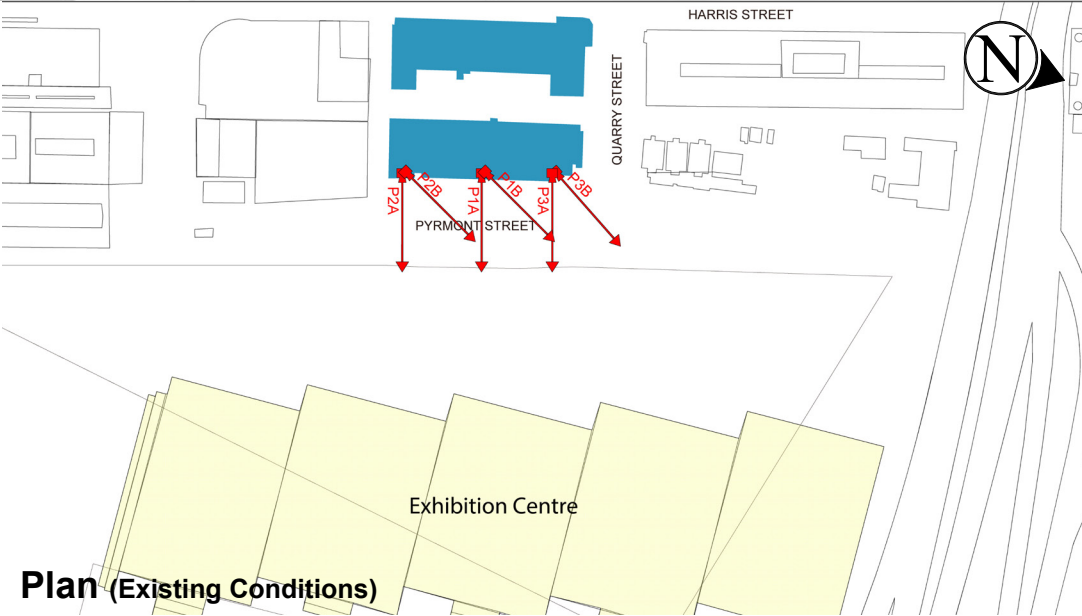 HARRIS STREET
N
QUARRY STREET
P2A
P2B
P1A
P1B
P3A
P3B
PYRMONT STREET
Exhibition Centre
Plan (Existing Conditions)